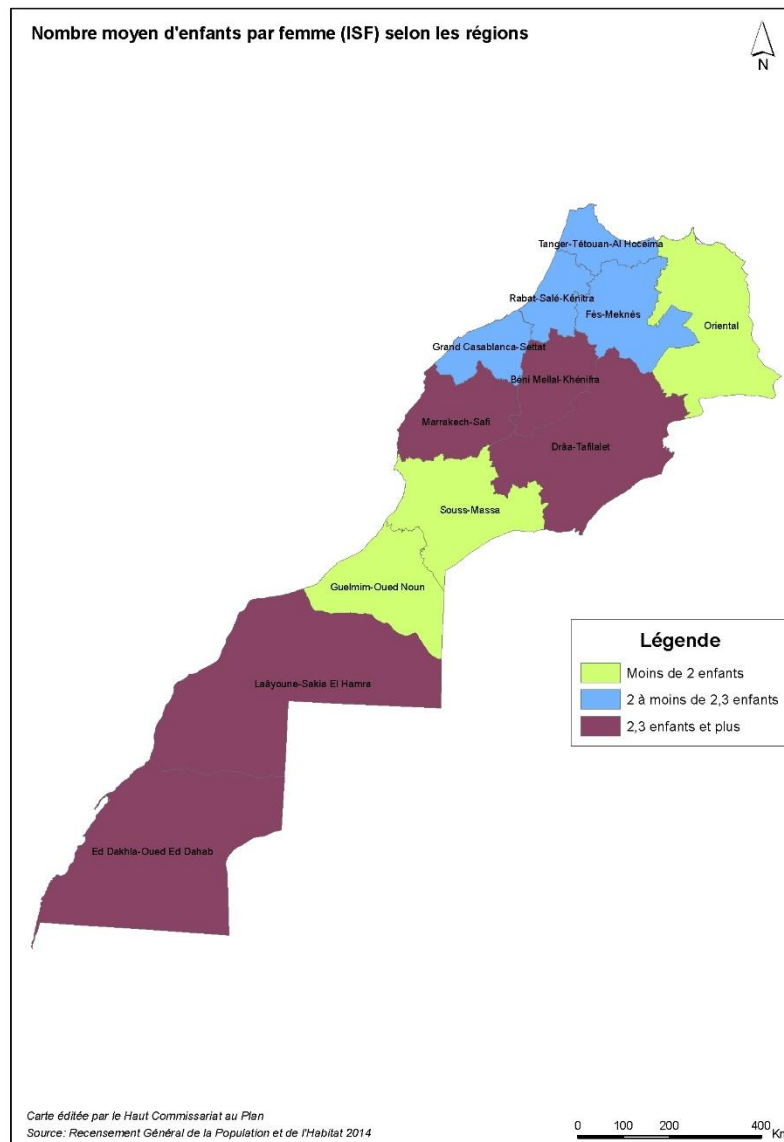 Nombre moyen d'enfants par femme (ISF) selon les régions
N
Tanger-Tétouan-Al Hoceima
Rabat-Salé-Kénitra
Fès-Meknès
Oriental
Grand Casablanca-Settat
Béni Mellal-Khénifra
Marrakech-Safi
Drâa-Tafilalet
Souss-Massa
Guelmim-Oued Noun
Laâyoune-Sakia El Hamra
Ed Dakhla-Oued Ed Dahab
Légende
Moins de 2 enfants
2 à moins de 2,3 enfants
2,3 enfants et plus
Carte éditée par le Haut Commissariat au Plan
Source: Recensement Général de la Population et de l'Habitat 2014
0 100 200 400
Km